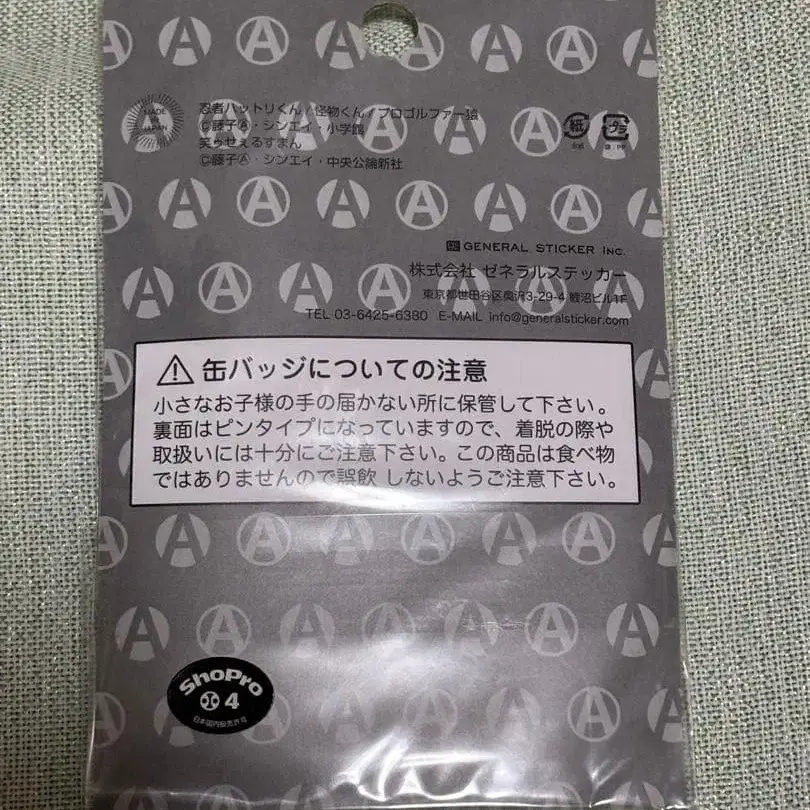 MADE IN JAPAN
忍者ハットリくん/怪物くん/プロゴルファー猿
©藤子Ⓐ・シンエイ・小学館
笑ゥせぇるすまん
©藤子Ⓐ・シンエイ・中央公論新社
紙 プラ
GENERAL STICKER Inc.
株式会社 ゼネラルステッカー
東京都世田谷区奥沢3-29-4 鯉沼ビル1F
TEL 03-6425-6380 E-MAIL info@generalsticker.com
⚠ 缶バッジについての注意
小さなお子様の手の届かない所に保管して下さい。
裏面はピンタイプになっていますので、着脱の際や
取扱いには十分にご注意下さい。この商品は食べ物
ではありませんので誤飲 しないようご注意下さい。
ShoPro
4
日本国内販売許可